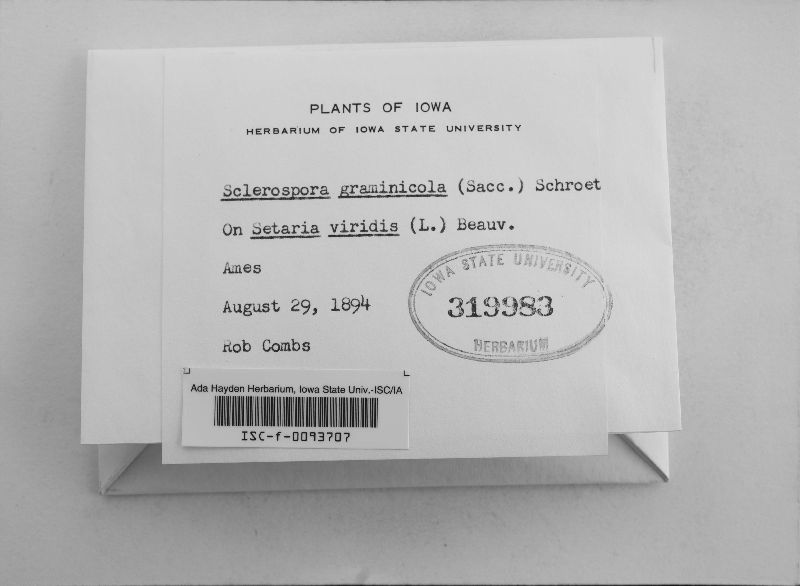 PLANTS OF IOWA
HERBARIUM OF IOWA STATE UNIVERSITY
Sclerospora graminicola (Sacc.) Schroet
On Setaria viridis (L.) Beauv.
Ames
August 29, 1894
Rob Combs
IOWA STATE UNIVERSITY
319983
HERBARIUM
Ada Hayden Herbarium, Iowa State Univ.-ISC/IA
ISC-f-0093707